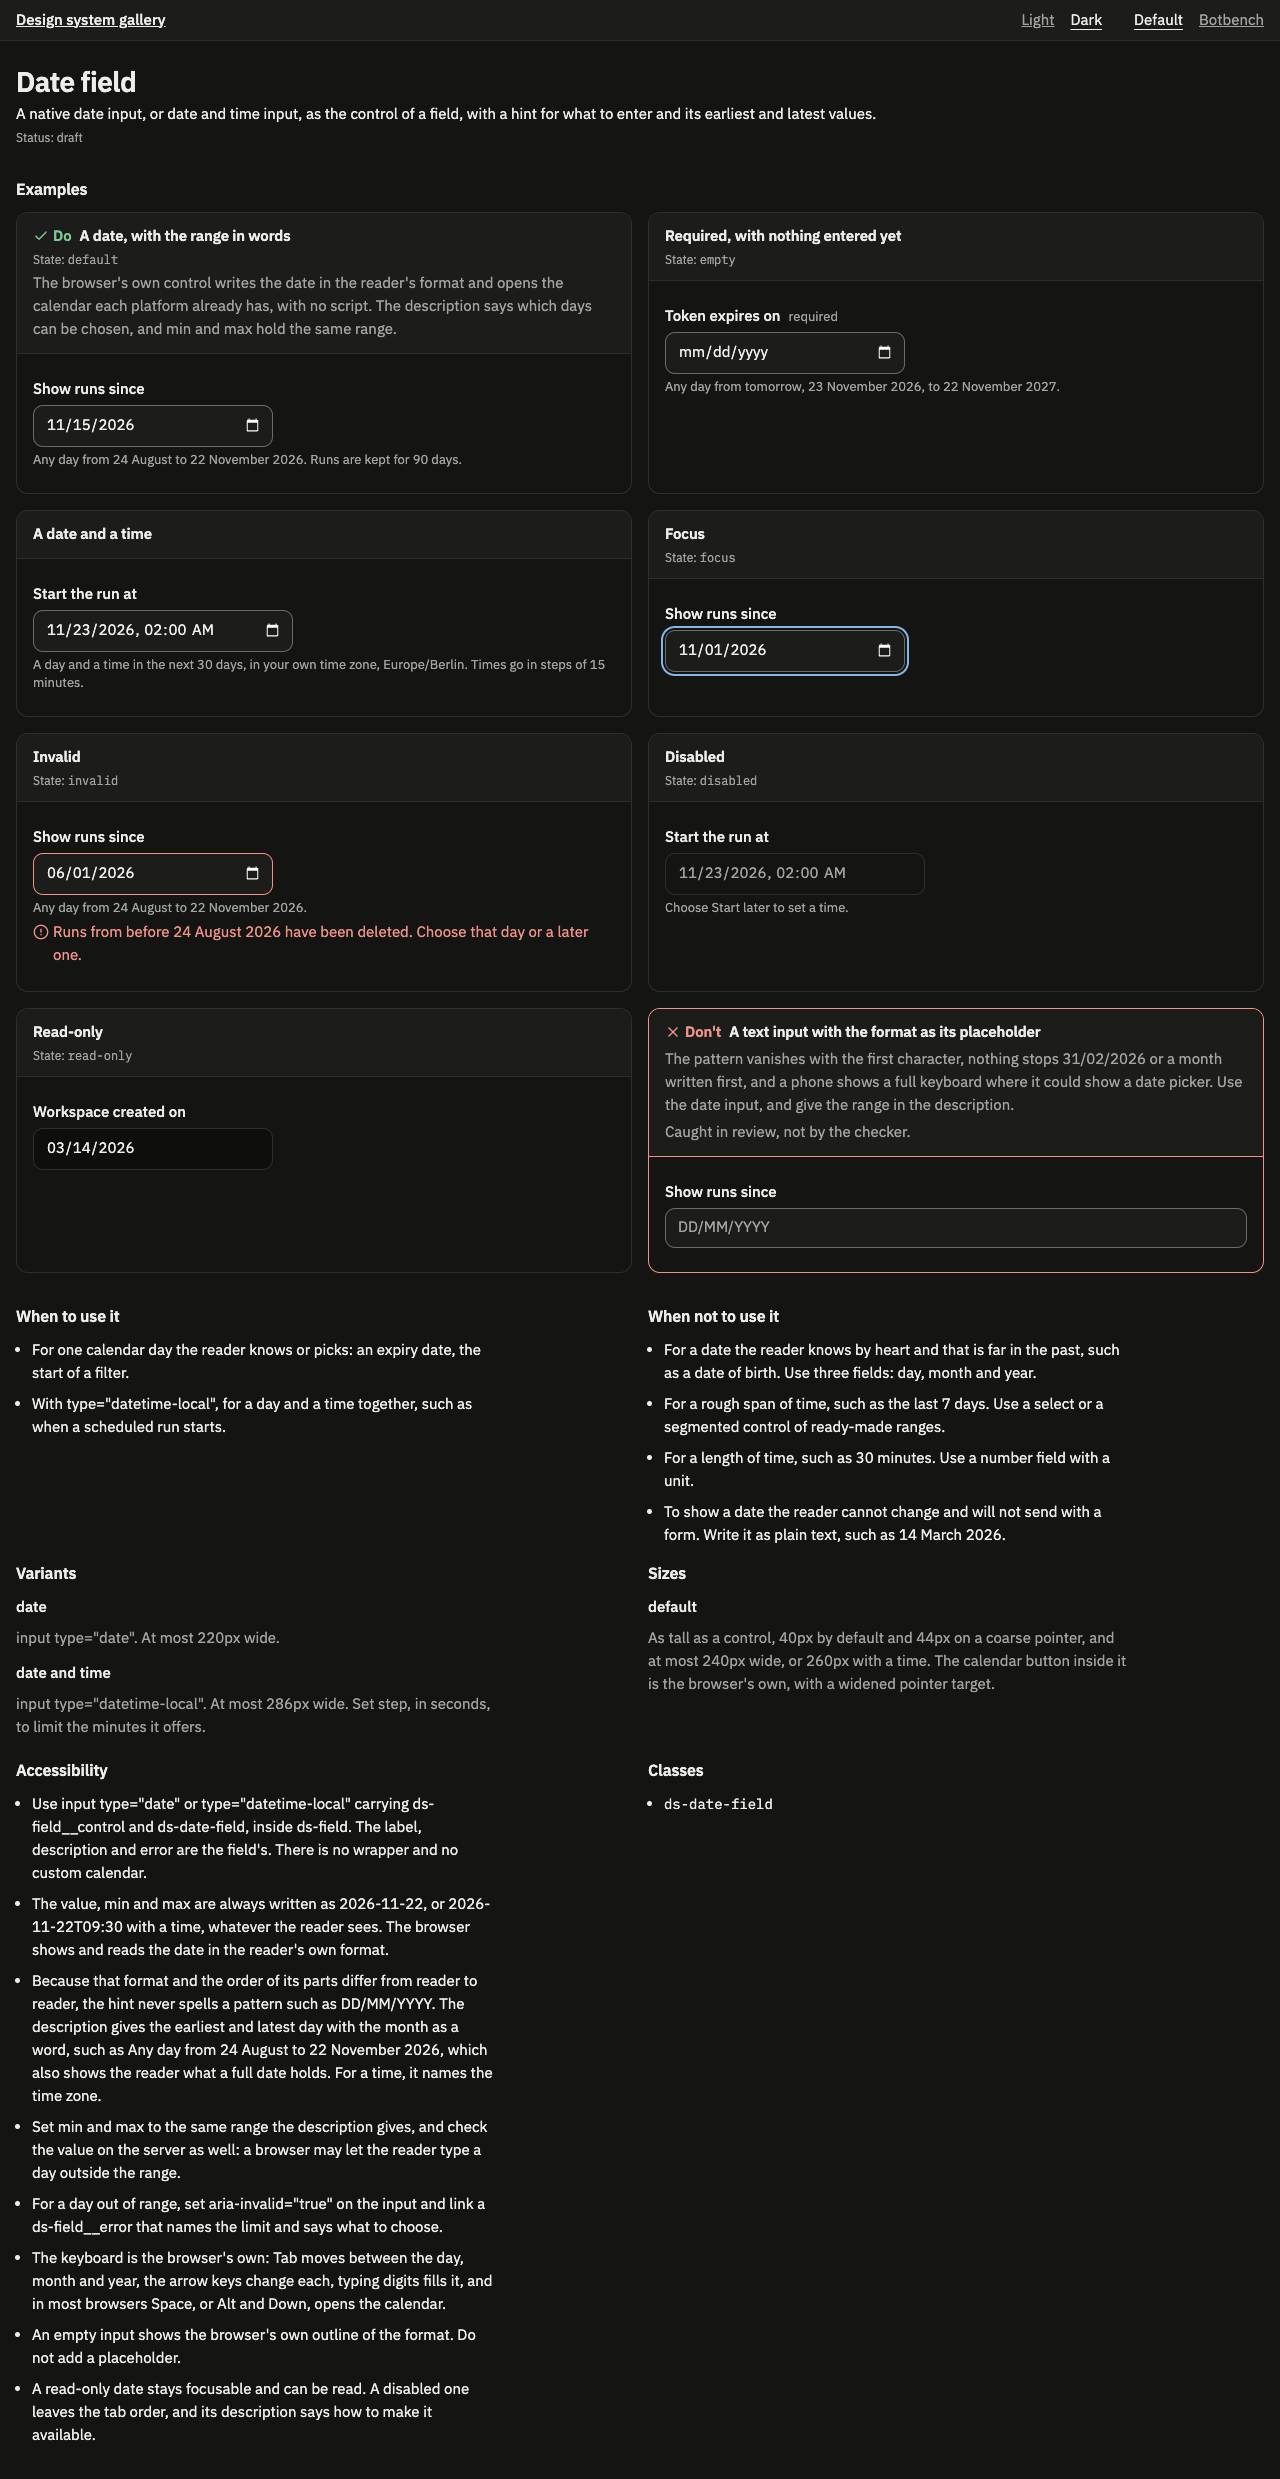 Design system gallery
Light Dark Default Botbench
Date field
A native date input, or date and time input, as the control of a field, with a hint for what to enter and its earliest and latest values.
Status: draft
Examples
Do A date, with the range in words
State: default
The browser's own control writes the date in the reader's format and opens the
calendar each platform already has, with no script. The description says which days
can be chosen, and min and max hold the same range.
Show runs since
11/15/2026
Any day from 24 August to 22 November 2026. Runs are kept for 90 days.
Required, with nothing entered yet
State: empty
Token expires on required
mm/dd/yyyy
Any day from tomorrow, 23 November 2026, to 22 November 2027.
A date and a time
Start the run at
11/23/2026, 02:00 AM
A day and a time in the next 30 days, in your own time zone, Europe/Berlin. Times go in steps of 15
minutes.
Focus
State: focus
Show runs since
11/01/2026
Invalid
State: invalid
Show runs since
06/01/2026
Any day from 24 August to 22 November 2026.
Runs from before 24 August 2026 have been deleted. Choose that day or a later
one.
Disabled
State: disabled
Start the run at
11/23/2026, 02:00 AM
Choose Start later to set a time.
Read-only
State: read-only
Workspace created on
03/14/2026
Don't A text input with the format as its placeholder
The pattern vanishes with the first character, nothing stops 31/02/2026 or a month
written first, and a phone shows a full keyboard where it could show a date picker. Use
the date input, and give the range in the description.
Caught in review, not by the checker.
Show runs since
DD/MM/YYYY
When to use it
• For one calendar day the reader knows or picks: an expiry date, the
start of a filter.
• With type="datetime-local", for a day and a time together, such as
when a scheduled run starts.
When not to use it
• For a date the reader knows by heart and that is far in the past, such
as a date of birth. Use three fields: day, month and year.
• For a rough span of time, such as the last 7 days. Use a select or a
segmented control of ready-made ranges.
• For a length of time, such as 30 minutes. Use a number field with a
unit.
• To show a date the reader cannot change and will not send with a
form. Write it as plain text, such as 14 March 2026.
Variants
date
input type="date". At most 220px wide.
date and time
input type="datetime-local". At most 286px wide. Set step, in seconds,
to limit the minutes it offers.
Sizes
default
As tall as a control, 40px by default and 44px on a coarse pointer, and
at most 240px wide, or 260px with a time. The calendar button inside it
is the browser's own, with a widened pointer target.
Accessibility
• Use input type="date" or type="datetime-local" carrying ds-
field__control and ds-date-field, inside ds-field. The label,
description and error are the field's. There is no wrapper and no
custom calendar.
• The value, min and max are always written as 2026-11-22, or 2026-
11-22T09:30 with a time, whatever the reader sees. The browser
shows and reads the date in the reader's own format.
• Because that format and the order of its parts differ from reader to
reader, the hint never spells a pattern such as DD/MM/YYYY. The
description gives the earliest and latest day with the month as a
word, such as Any day from 24 August to 22 November 2026, which
also shows the reader what a full date holds. For a time, it names the
time zone.
• Set min and max to the same range the description gives, and check
the value on the server as well: a browser may let the reader type a
day outside the range.
• For a day out of range, set aria-invalid="true" on the input and link a
ds-field__error that names the limit and says what to choose.
• The keyboard is the browser's own: Tab moves between the day,
month and year, the arrow keys change each, typing digits fills it, and
in most browsers Space, or Alt and Down, opens the calendar.
• An empty input shows the browser's own outline of the format. Do
not add a placeholder.
• A read-only date stays focusable and can be read. A disabled one
leaves the tab order, and its description says how to make it
available.
Classes
• ds-date-field